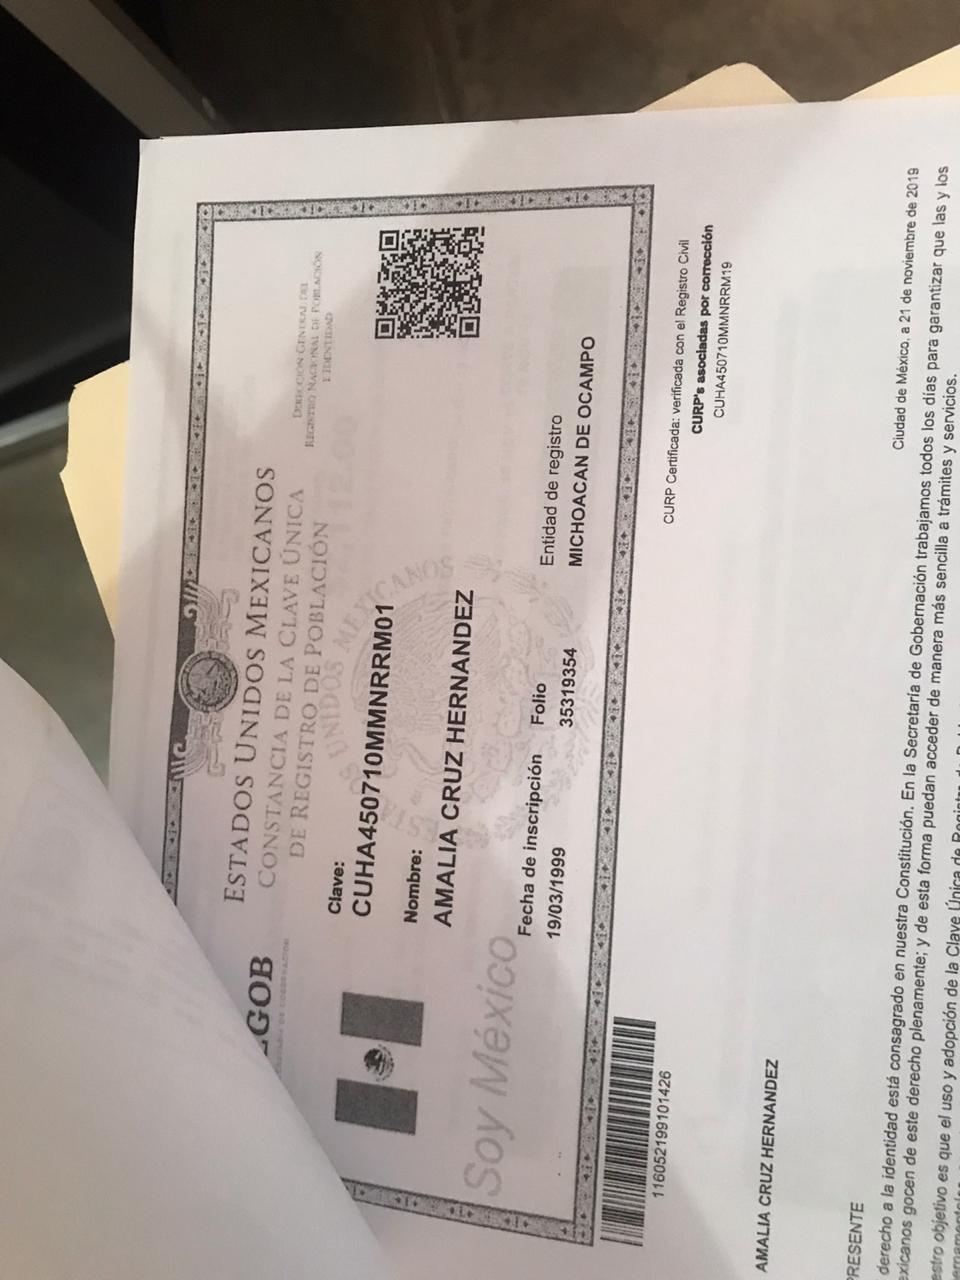 ESTADOS UNIDOS MEXICANOS
CONSTANCIA DE LA CLAVE ÚNICA
DE REGISTRO DE POBLACIÓN
DIRECCIÓN GENERAL DEL
REGISTRO NACIONAL DE POBLACIÓN
E IDENTIDAD
GOB
Clave:
CUHA450710MMNRRM01
Nombre:
AMALIA CRUZ HERNANDEZ
Fecha de inscripción
19/03/1999
Folio
35319354
Entidad de registro
MICHOACAN DE OCAMPO
Soy México
ESTADOS UNIDOS MEXICANOS
116052199101426
CURP Certificada: verificada con el Registro Civil
CURP's asociadas por corrección
CUHA450710MMNRRM19
AMALIA CRUZ HERNANDEZ
RESENTE
Ciudad de México, a 21 de noviembre de 2019
derecho a la identidad está consagrado en nuestra Constitución. En la Secretaría de Gobernación trabajamos todos los días para garantizar que las y los
xicanos gocen de este derecho plenamente; y de esta forma puedan acceder de manera más sencilla a trámites y servicios.
estro objetivo es que el uso y adopción de la Clave Única de Registro de